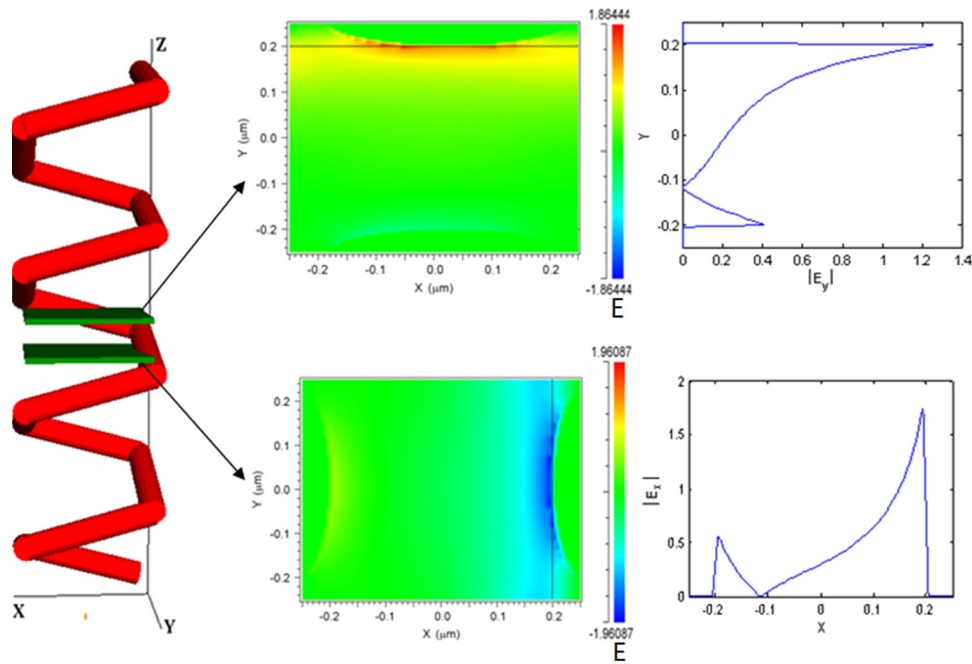 Z
X
Y
1.86444
0.2
0.1
0.0
-0.1
-0.2
Y (μm)
-0.2 -0.1 0.0 0.1 0.2
X (μm)
-1.86444
E
0.2
0.1
0
-0.1
-0.2
Y
0 0.2 0.4 0.6 0.8 1 1.2 1.4
|Ey|
1.96087
0.2
0.1
0.0
-0.1
-0.2
Y (μm)
-0.2 -0.1 0.0 0.1 0.2
X (μm)
-1.96087
E
2
1.5
1
0.5
0
|Ex|
-0.2 -0.1 0 0.1 0.2
X